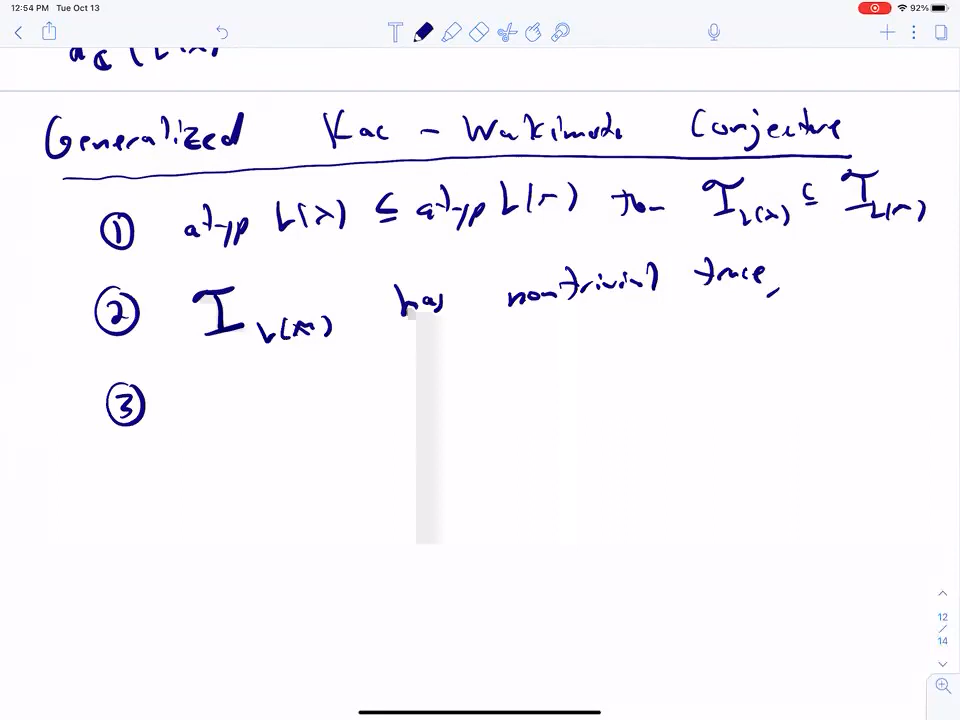 12:54 PM Tue Oct 13
92%
Generalized Kac - Wakimoto Conjecture
① atyp L(λ) ⊆ atyp L(μ) then I_L(λ) ⊆ I_L(μ)
② I_L(μ) has nontrivial trace,
③
12
/
14